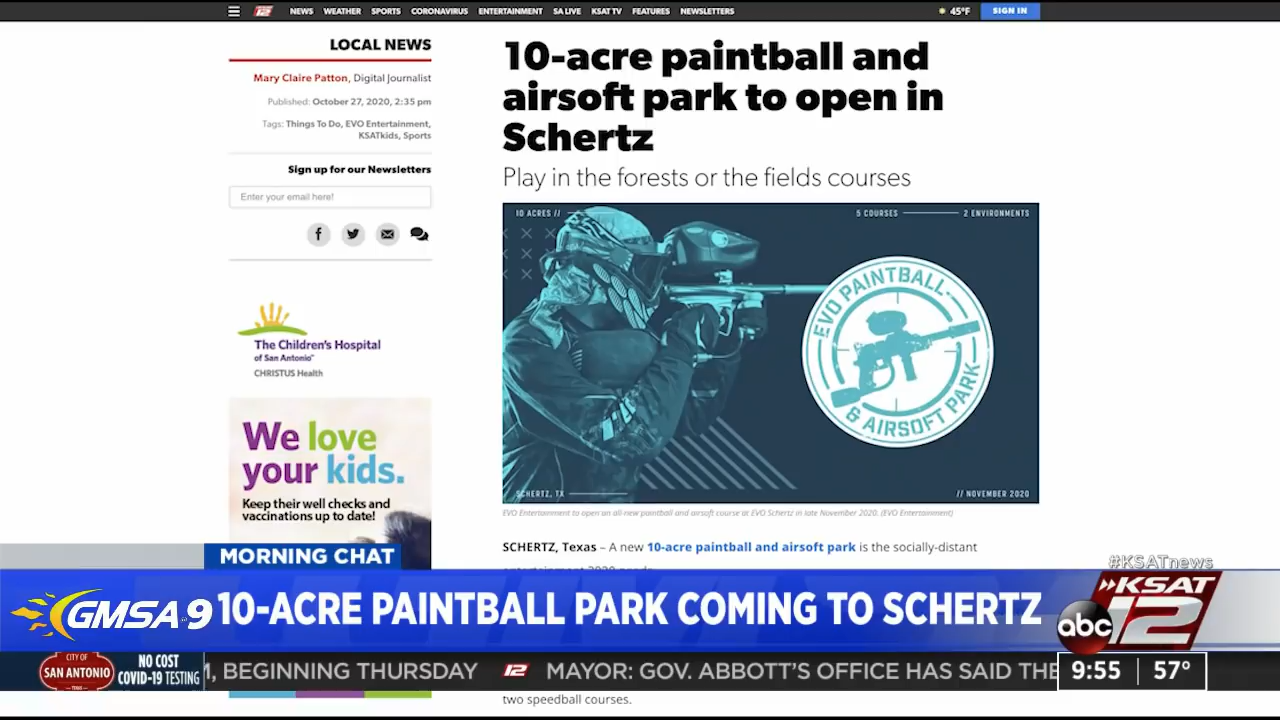 12
NEWS WEATHER SPORTS CORONAVIRUS ENTERTAINMENT SA LIVE KSAT TV FEATURES NEWSLETTERS
45°F
SIGN IN
LOCAL NEWS
Mary Claire Patton, Digital Journalist
Published: October 27, 2020, 2:35 pm
Tags: Things To Do, EVO Entertainment,
KSATkids, Sports
Sign up for our Newsletters
Enter your email here!
The Children's Hospital
of San Antonio™
CHRISTUS Health
We love
your kids.
Keep their well checks and
vaccinations up to date!
10-acre paintball and
airsoft park to open in
Schertz
Play in the forests or the fields courses
10 ACRES //
5 COURSES
2 ENVIRONMENTS
EVO PAINTBALL
& AIRSOFT PARK
SCHERTZ, TX
// NOVEMBER 2020
EVO Entertainment to open an all-new paintball and airsoft course at EVO Schertz in late November 2020. (EVO Entertainment)
SCHERTZ, Texas – A new 10-acre paintball and airsoft park is the socially-distant
entertainment 2020 needs.
MORNING CHAT
#KSATnews
GMSA@9
10-ACRE PAINTBALL PARK COMING TO SCHERTZ
abc
KSAT
12
CITY OF
SAN ANTONIO
TEXAS
NO COST
COVID-19 TESTING
, BEGINNING THURSDAY 12 MAYOR: GOV. ABBOTT'S OFFICE HAS SAID THE
9:55 57°
two speedball courses.